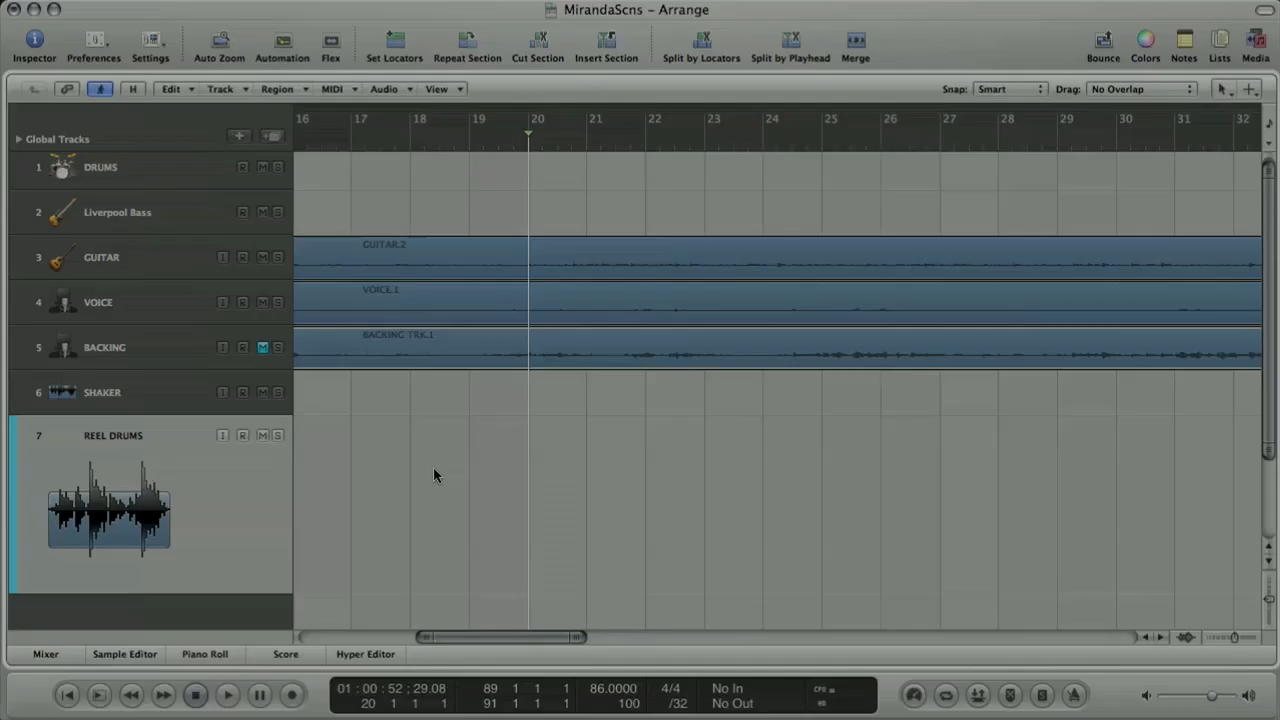 MirandaScns – Arrange
Inspector Preferences Settings Auto Zoom Automation Flex Set Locators Repeat Section Cut Section Insert Section Split by Locators Split by Playhead Merge Bounce Colors Notes Lists Media
H Edit Track Region MIDI Audio View Snap: Smart Drag: No Overlap
16 17 18 19 20 21 22 23 24 25 26 27 28 29 30 31 32
Global Tracks
1 DRUMS R M S
2 Liverpool Bass R M S
3 GUITAR I R M S
GUITAR.2
4 VOICE I R M S
VOICE.1
5 BACKING I R M S
BACKING TRK.1
6 SHAKER I R M S
7 REEL DRUMS I R M S
Mixer Sample Editor Piano Roll Score Hyper Editor
01 : 00 : 52 ; 29.08 89 1 1 1 86.0000 4/4 No In CPU
20 1 1 1 91 1 1 1 100 /32 No Out HD